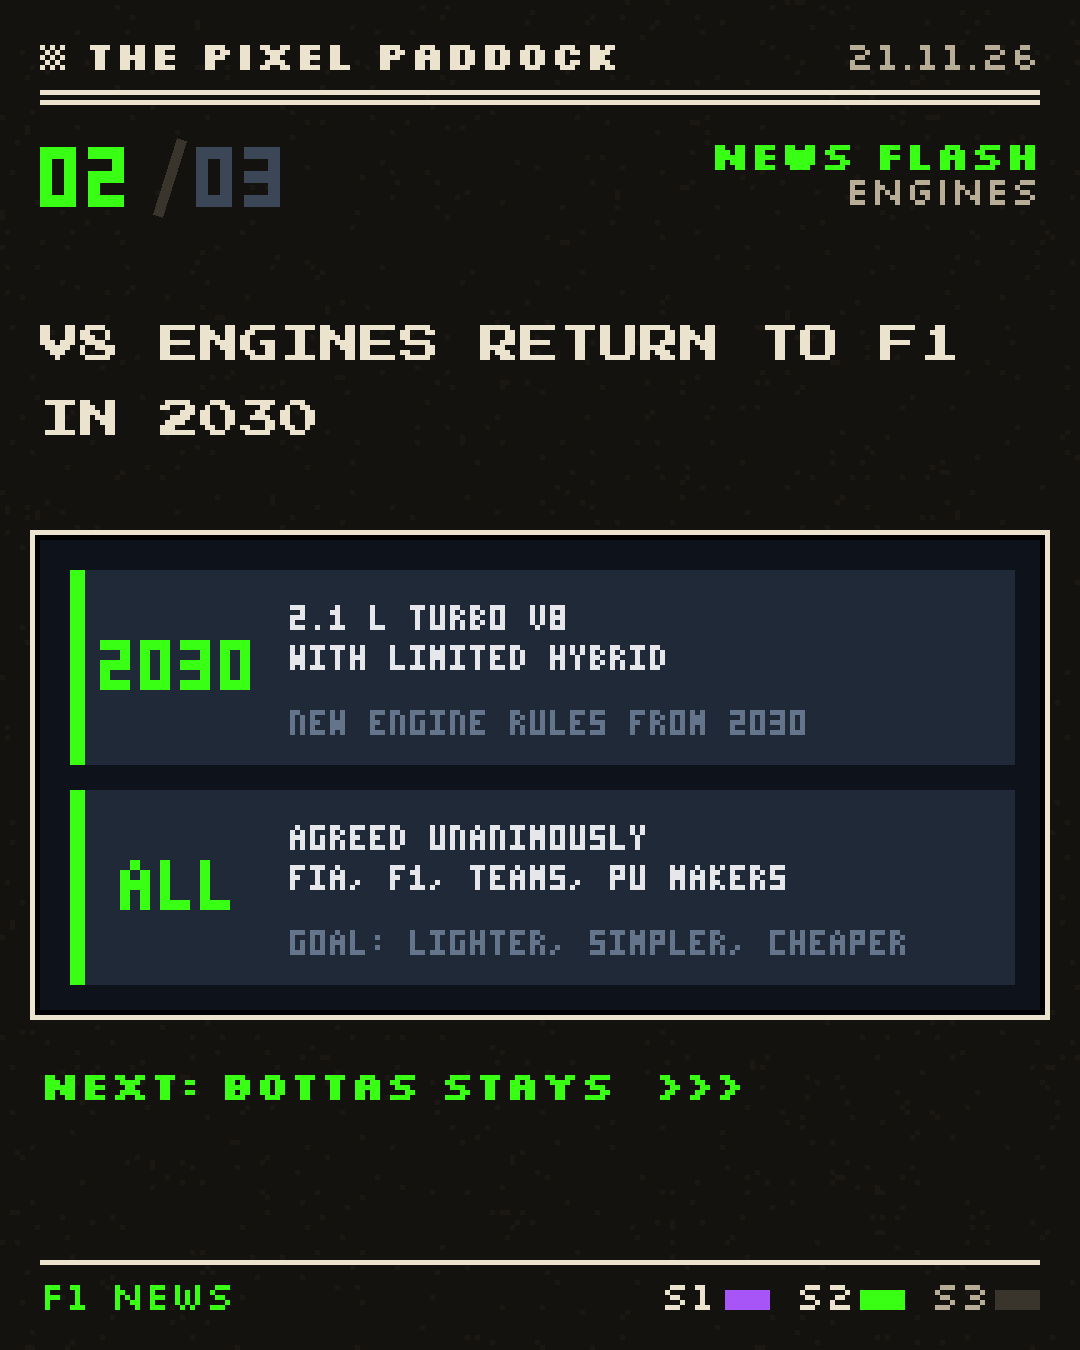 THE PIXEL PADDOCK
21.11.26
02 / 03
NEWS FLASH
ENGINES
V8 ENGINES RETURN TO F1
IN 2030
2030
2.1 L TURBO V8
WITH LIMITED HYBRID
NEW ENGINE RULES FROM 2030
ALL
AGREED UNANIMOUSLY
FIA, F1, TEAMS, PU MAKERS
GOAL: LIGHTER, SIMPLER, CHEAPER
NEXT: BOTTAS STAYS >>>
F1 NEWS
S1 S2 S3